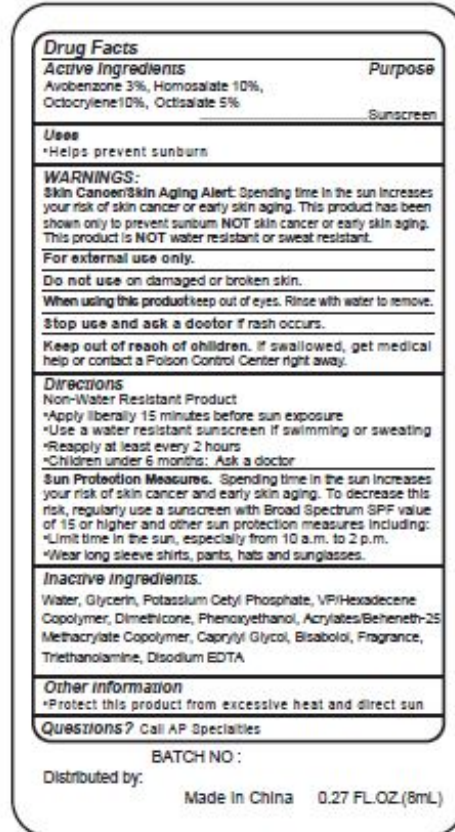 Drug Facts
Active Ingredients Purpose
Avobenzone 3%, Homosalate 10%,
Octocrylene10%, Octisalate 5%
Sunscreen
Uses
•Helps prevent sunburn
WARNINGS:
Skin Cancer/Skin Aging Alert: Spending time in the sun increases
your risk of skin cancer or early skin aging. This product has been
shown only to prevent sunburn NOT skin cancer or early skin aging.
This product is NOT water resistant or sweat resistant.
For external use only.
Do not use on damaged or broken skin.
When using this product keep out of eyes. Rinse with water to remove.
Stop use and ask a doctor if rash occurs.
Keep out of reach of children. If swallowed, get medical
help or contact a Poison Control Center right away.
Directions
Non-Water Resistant Product
•Apply liberally 15 minutes before sun exposure
•Use a water resistant sunscreen if swimming or sweating
•Reapply at least every 2 hours
•Children under 6 months: Ask a doctor
Sun Protection Measures. Spending time in the sun increases
your risk of skin cancer and early skin aging. To decrease this
risk, regularly use a sunscreen with Broad Spectrum SPF value
of 15 or higher and other sun protection measures including:
•Limit time in the sun, especially from 10 a.m. to 2 p.m.
•Wear long sleeve shirts, pants, hats and sunglasses.
Inactive ingredients.
Water, Glycerin, Potassium Cetyl Phosphate, VP/Hexadecene
Copolymer, Dimethicone, Phenoxyethanol, Acrylates/Beheneth-25
Methacrylate Copolymer, Caprylyl Glycol, Bisabolol, Fragrance,
Triethanolamine, Disodium EDTA
Other information
•Protect this product from excessive heat and direct sun
Questions? Call AP Specialties
BATCH NO :
Distributed by:
Made in China 0.27 FL.OZ.(8mL)